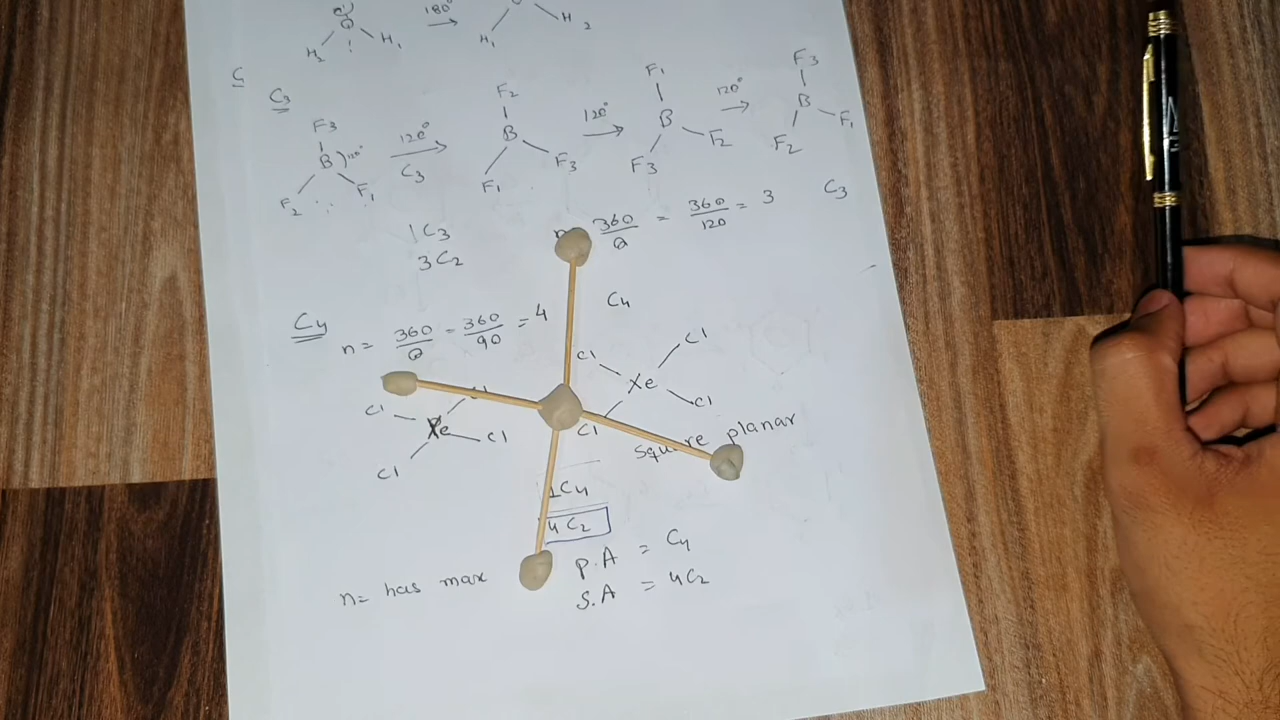 180°
H₂ H₁ H₁ H₂
C
C₃
F₃ F₂ F₁ F₃
B 120° 120° B 120° B 120° B
F₂ F₁ C₃ F₁ F₃ F₃ F₂ F₂ F₁
1C₃ 360/θ = 360/120 = 3 C₃
3C₂
C₄ n = 360/θ = 360/90 = 4 C₄
Cl Cl
Xe
Cl Cl
Cl Cl
Xe Cl
Cl
square planar
1C₄
4C₂
n = has max P.A = C₄
S.A = 4C₂